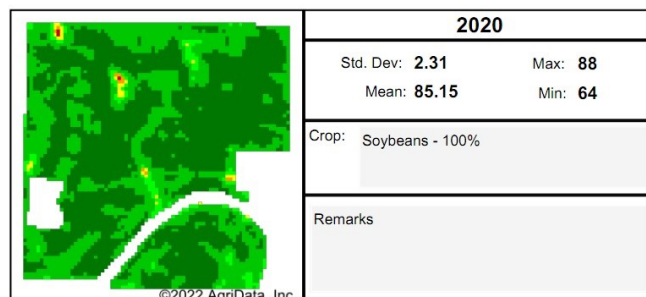 2020
Std. Dev: 2.31 Max: 88
Mean: 85.15 Min: 64
Crop: Soybeans - 100%
Remarks
©2022 AgriData, Inc.